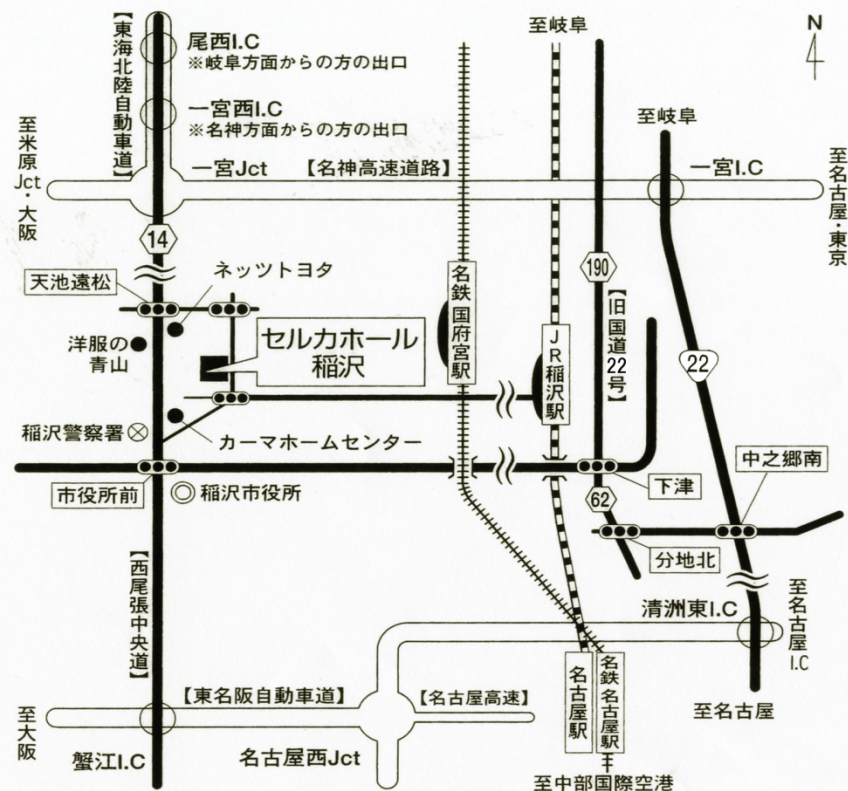 【東海北陸自動車道】
尾西I.C
※岐阜方面からの方の出口
一宮西I.C
※名神方面からの方の出口
至岐阜
N
至岐阜
至米原
Jct・大阪
一宮Jct
【名神高速道路】
一宮I.C
至名古屋・東京
14
天池遠松
ネッツトヨタ
洋服の
青山
セルカホール
稲沢
名鉄 国府宮駅
JR稲沢駅
190
【旧国道22号】
22
稲沢警察署
カーマホームセンター
市役所前
稲沢市役所
下津
62
中之郷南
分地北
【西尾張中央道】
清洲東I.C
至名古屋I.C
【東名阪自動車道】
【名古屋高速】
至大阪
蟹江I.C
名古屋西Jct
名古屋駅
名鉄 名古屋駅
至名古屋
至中部国際空港